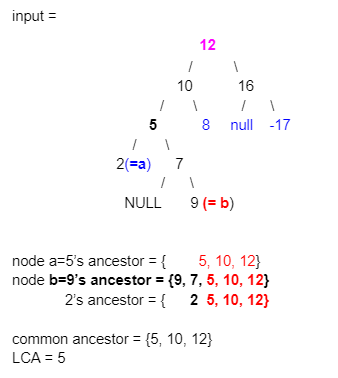 input =
12
/ \
10 16
/ \ / \
5 8 null -17
/ \
2(=a) 7
/ \
NULL 9 (= b)
node a=5's ancestor = { 5, 10, 12}
node b=9's ancestor = {9, 7, 5, 10, 12}
2's ancestor = { 2 5, 10, 12}
common ancestor = {5, 10, 12}
LCA = 5